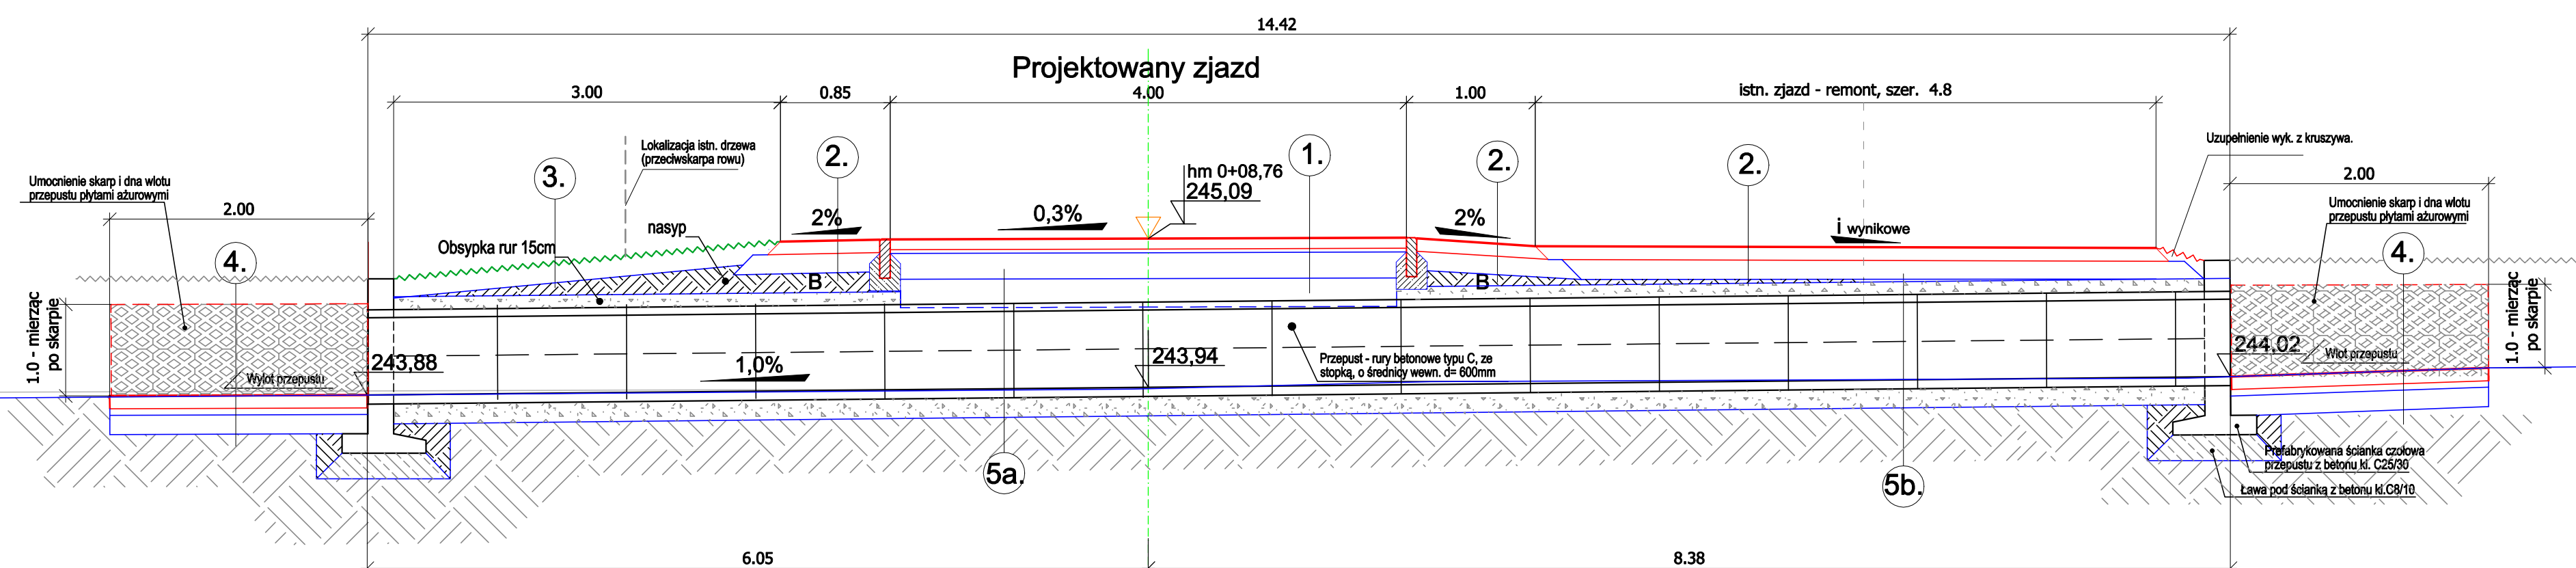 14.42
Projektowany zjazd
3.00
0.85
4.00
1.00
istn. zjazd - remont, szer. 4.8
Lokalizacja istn. drzewa
(przeciwskarpa rowu)
2.
1.
2.
2.
3.
Uzupełnienie wyk. z kruszywa.
hm 0+08,76
245,09
Umocnienie skarp i dna wlotu
przepustu płytami ażurowymi
2.00
2.00
Umocnienie skarp i dna wlotu
przepustu płytami ażurowymi
2%
0,3%
2%
i wynikowe
nasyp
Obsypka rur 15cm
4.
4.
B
B
1.0 - mierząc
po skarpie
1.0 - mierząc
po skarpie
243,88
Wylot przepustu
1,0%
243,94
Przepust - rury betonowe typu C, ze
stopką, o średnicy wewn. d= 600mm
244,02
Wlot przepustu
5a.
5b.
Prefabrykowana ścianka czołowa
przepustu z betonu kl. C25/30
Ława pod ścianką z betonu kl.C8/10
6.05
8.38